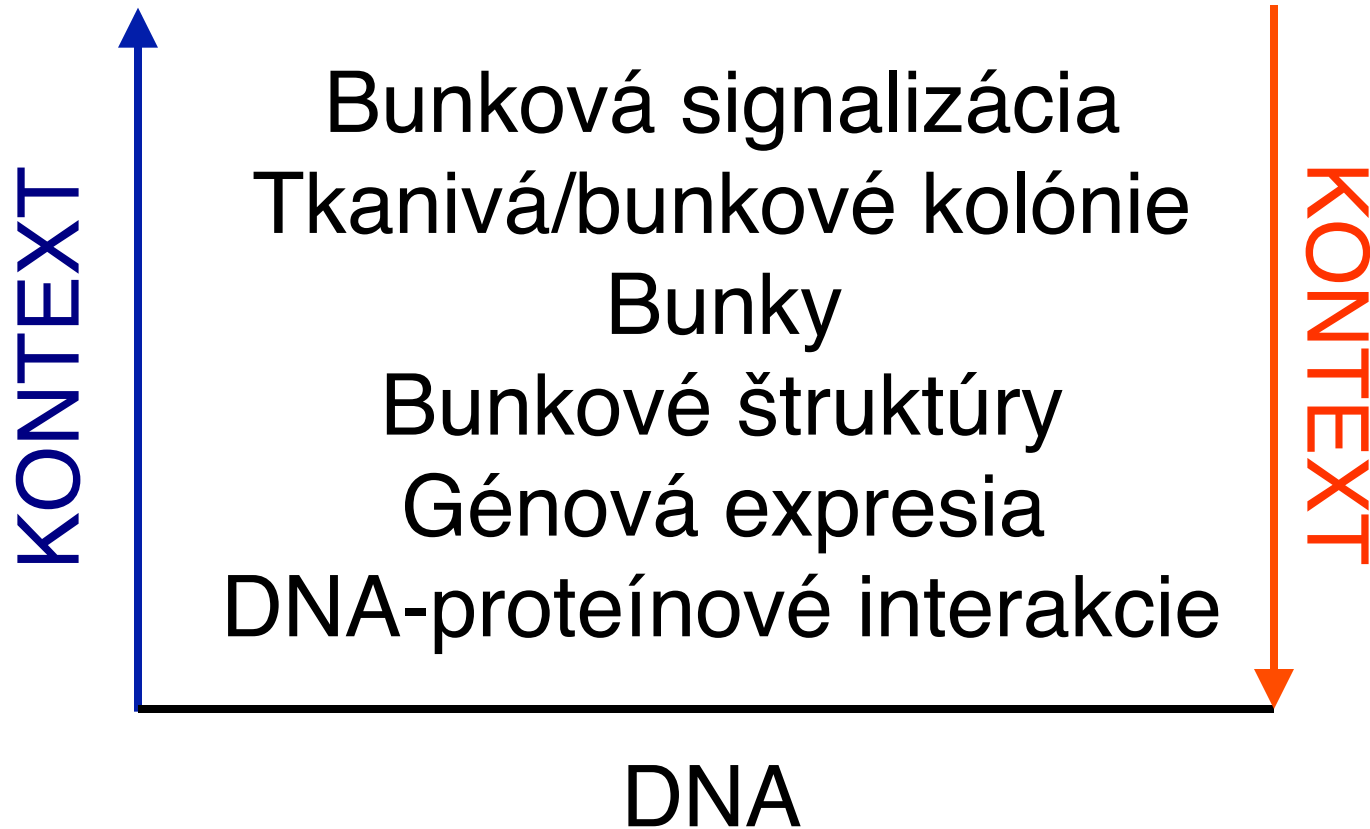 KONTEXT
Bunková signalizácia
Tkanivá/bunkové kolónie
Bunky
Bunkové štruktúry
Génová expresia
DNA-proteínové interakcie
KONTEXT
DNA